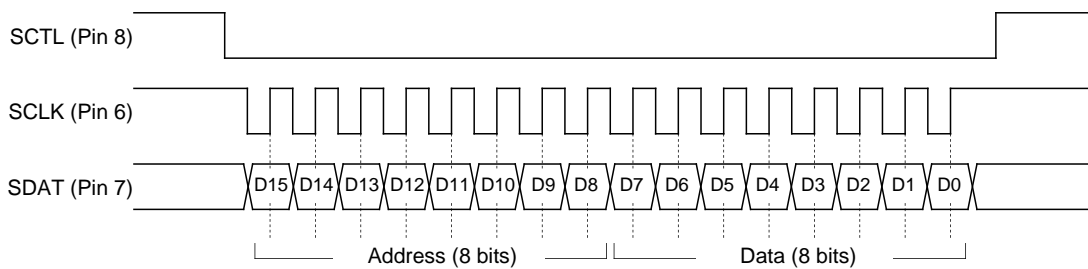 SCTL (Pin 8)
SCLK (Pin 6)
SDAT (Pin 7)
D15 D14 D13 D12 D11 D10 D9 D8 D7 D6 D5 D4 D3 D2 D1 D0
Address (8 bits) Data (8 bits)